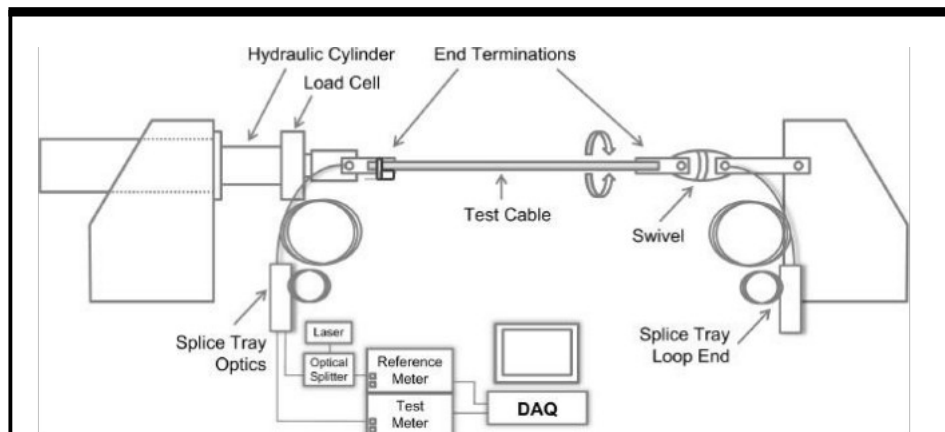 Hydraulic Cylinder
Load Cell
End Terminations
Test Cable
Swivel
Splice Tray
Optics
Laser
Optical
Splitter
Reference
Meter
Test
Meter
DAQ
Splice Tray
Loop End